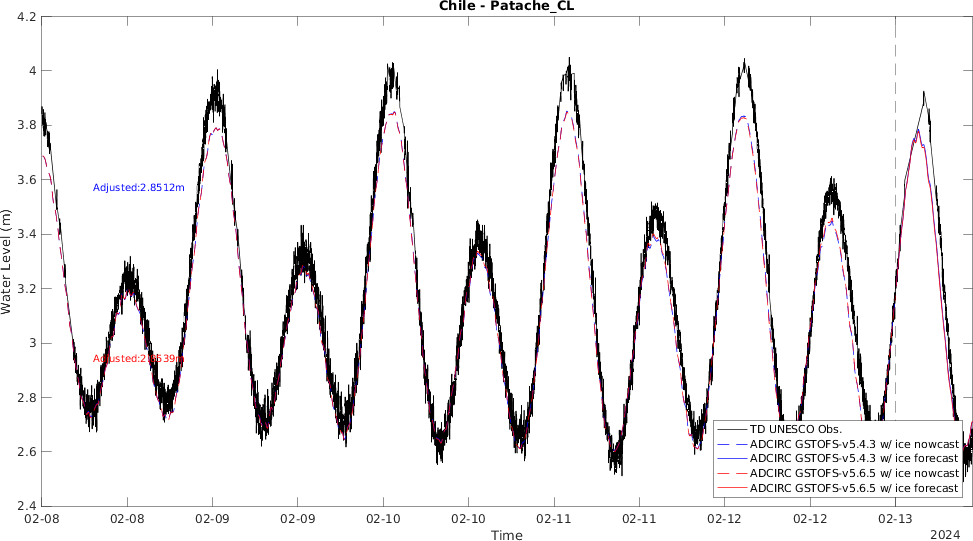 Chile - Patache_CL
4.2
4
3.8
3.6
3.4
3.2
3
2.8
2.6
2.4
Water Level (m)
Adjusted:2.8512m
TD UNESCO Obs.
ADCIRC GSTOFS-v5.4.3 w/ ice nowcast
ADCIRC GSTOFS-v5.4.3 w/ ice forecast
ADCIRC GSTOFS-v5.6.5 w/ ice nowcast
ADCIRC GSTOFS-v5.6.5 w/ ice forecast
02-08 02-08 02-09 02-09 02-10 02-10 02-11 02-11 02-12 02-12 02-13
Time
2024